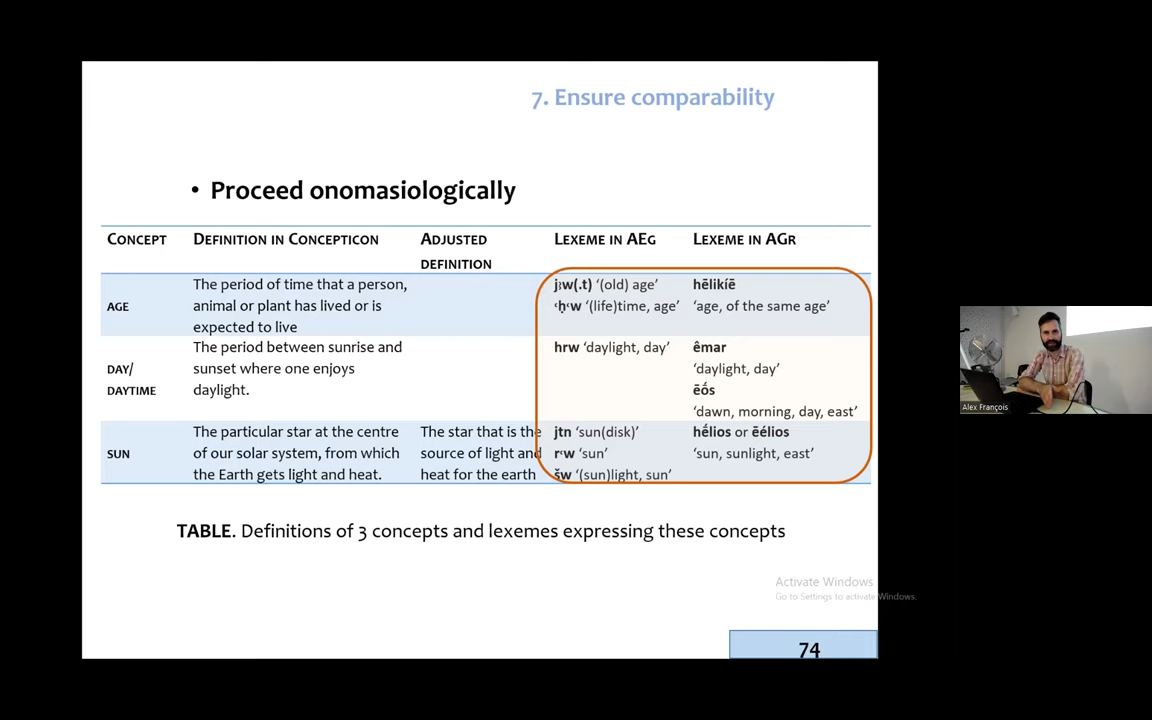 7. Ensure comparability
• Proceed onomasiologically
CONCEPT DEFINITION IN CONCEPTICON ADJUSTED DEFINITION LEXEME IN AEG LEXEME IN AGR
AGE
The period of time that a person,
animal or plant has lived or is
expected to live
jꜣw(.t) ‘(old) age’
ꜥḥꜥw ‘(life)time, age’
hēlikíē
‘age, of the same age’
DAY/
DAYTIME
The period between sunrise and
sunset where one enjoys
daylight.
hrw ‘daylight, day’
êmar
‘daylight, day’
ēṓs
‘dawn, morning, day, east’
SUN
The particular star at the centre
of our solar system, from which
the Earth gets light and heat.
The star that is the
source of light and
heat for the earth
jtn ‘sun(disk)’
rꜥw ‘sun’
šw ‘(sun)light, sun’
hḗlios or ēélios
‘sun, sunlight, east’
TABLE. Definitions of 3 concepts and lexemes expressing these concepts
Activate Windows
Go to Settings to activate Windows.
74
Alex François